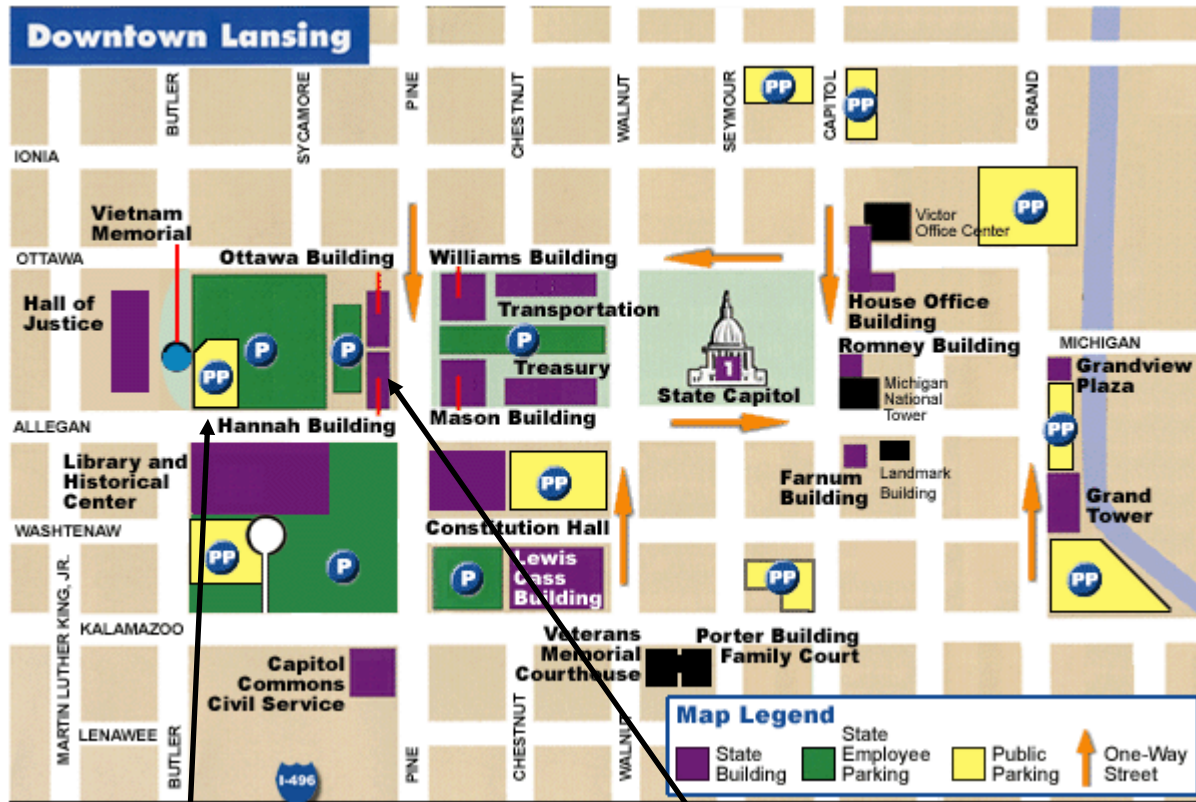 Downtown Lansing
BUTLER
SYCAMORE
PINE
CHESTNUT
WALNUT
SEYMOUR
PP
CAPITOL
PP
GRAND
IONIA
Vietnam
Memorial
PP
Victor
Office Center
OTTAWA
Ottawa Building
Williams Building
Hall of
Justice
Transportation
House Office
Building
P
P
P
PP
Treasury
1
State Capitol
Romney Building
Michigan
National
Tower
MICHIGAN
Grandview
Plaza
PP
Mason Building
ALLEGAN
Hannah Building
Library and
Historical
Center
PP
Farnum
Building
Landmark
Building
Grand
Tower
WASHTENAW
Constitution Hall
PP
P
P
Lewis
Cass
Building
PP
PP
MARTIN LUTHER KING, JR.
KALAMAZOO
Veterans
Memorial
Courthouse
Porter Building
Family Court
Capitol
Commons
Civil Service
LENAWEE
BUTLER
I-496
PINE
CHESTNUT
WALNUT
Map Legend
State
Building
State
Employee
Parking
Public
Parking
One-Way
Street